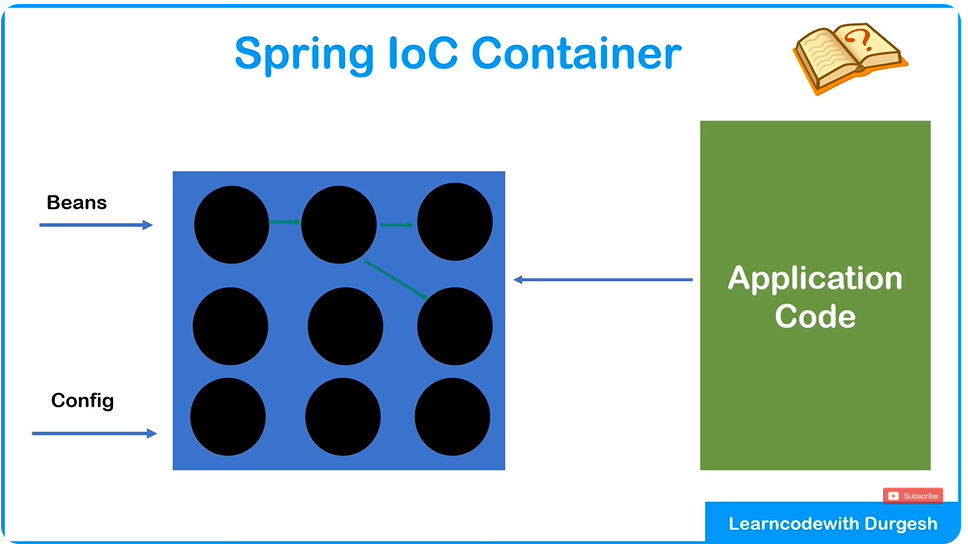 Spring IoC Container
?
Beans
Application
Code
Config
Subscribe
Learncodewith Durgesh